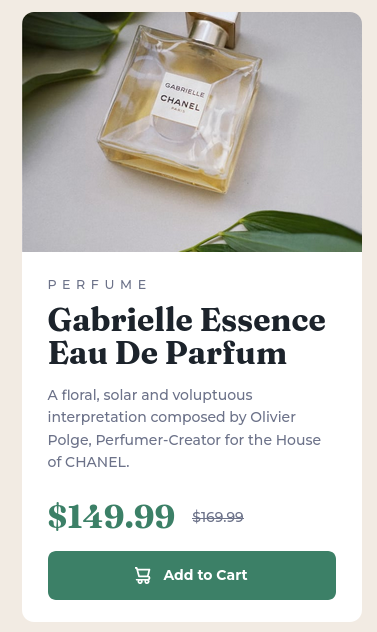 GABRIELLE
CHANEL
PARIS
PERFUME
Gabrielle Essence
Eau De Parfum
A floral, solar and voluptuous
interpretation composed by Olivier
Polge, Perfumer-Creator for the House
of CHANEL.
$149.99 $169.99
Add to Cart